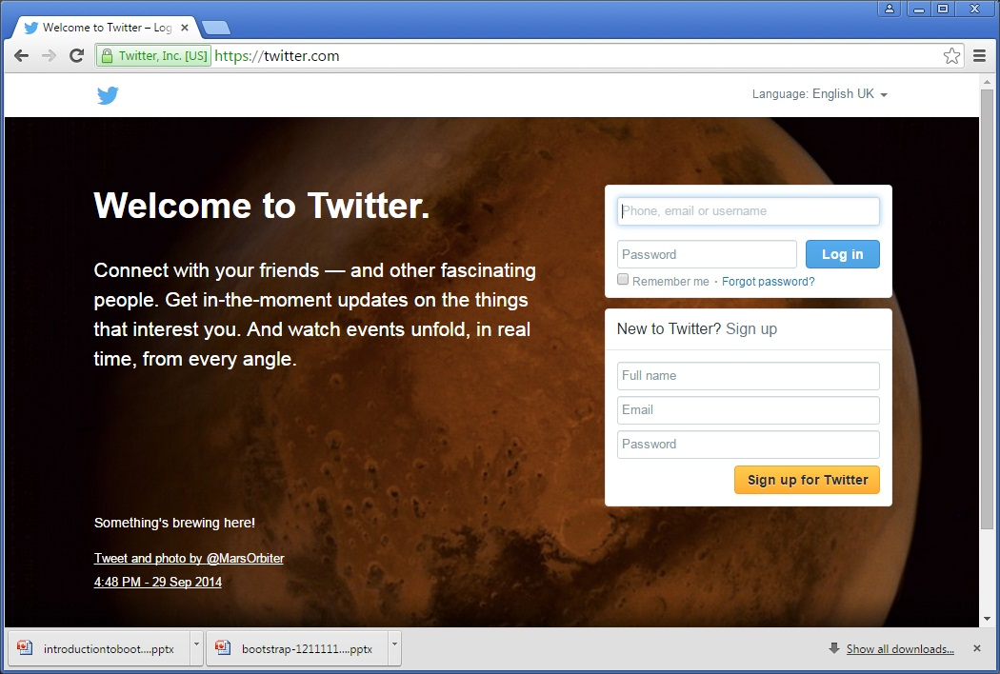 Welcome to Twitter – Log
Twitter, Inc. [US] https://twitter.com
Language: English UK
Welcome to Twitter.
Connect with your friends — and other fascinating
people. Get in-the-moment updates on the things
that interest you. And watch events unfold, in real
time, from every angle.
Something's brewing here!
Tweet and photo by @MarsOrbiter
4:48 PM - 29 Sep 2014
Phone, email or username
Password
Log in
Remember me · Forgot password?
New to Twitter? Sign up
Full name
Email
Password
Sign up for Twitter
introductiontoboot....pptx
bootstrap-1211111....pptx
Show all downloads...